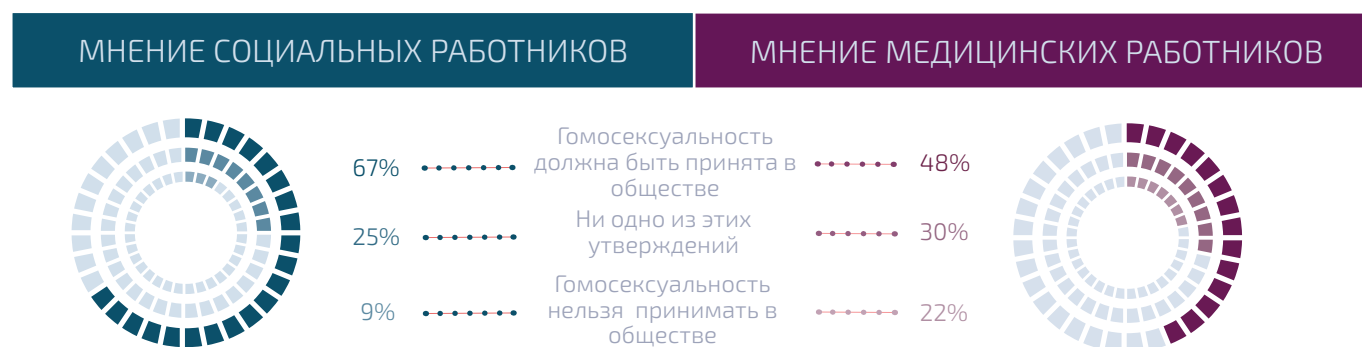 МНЕНИЕ СОЦИАЛЬНЫХ РАБОТНИКОВ
МНЕНИЕ МЕДИЦИНСКИХ РАБОТНИКОВ
67%
Гомосексуальность
должна быть принята в
обществе
48%
25%
Ни одно из этих
утверждений
30%
9%
Гомосексуальность
нельзя принимать в
обществе
22%